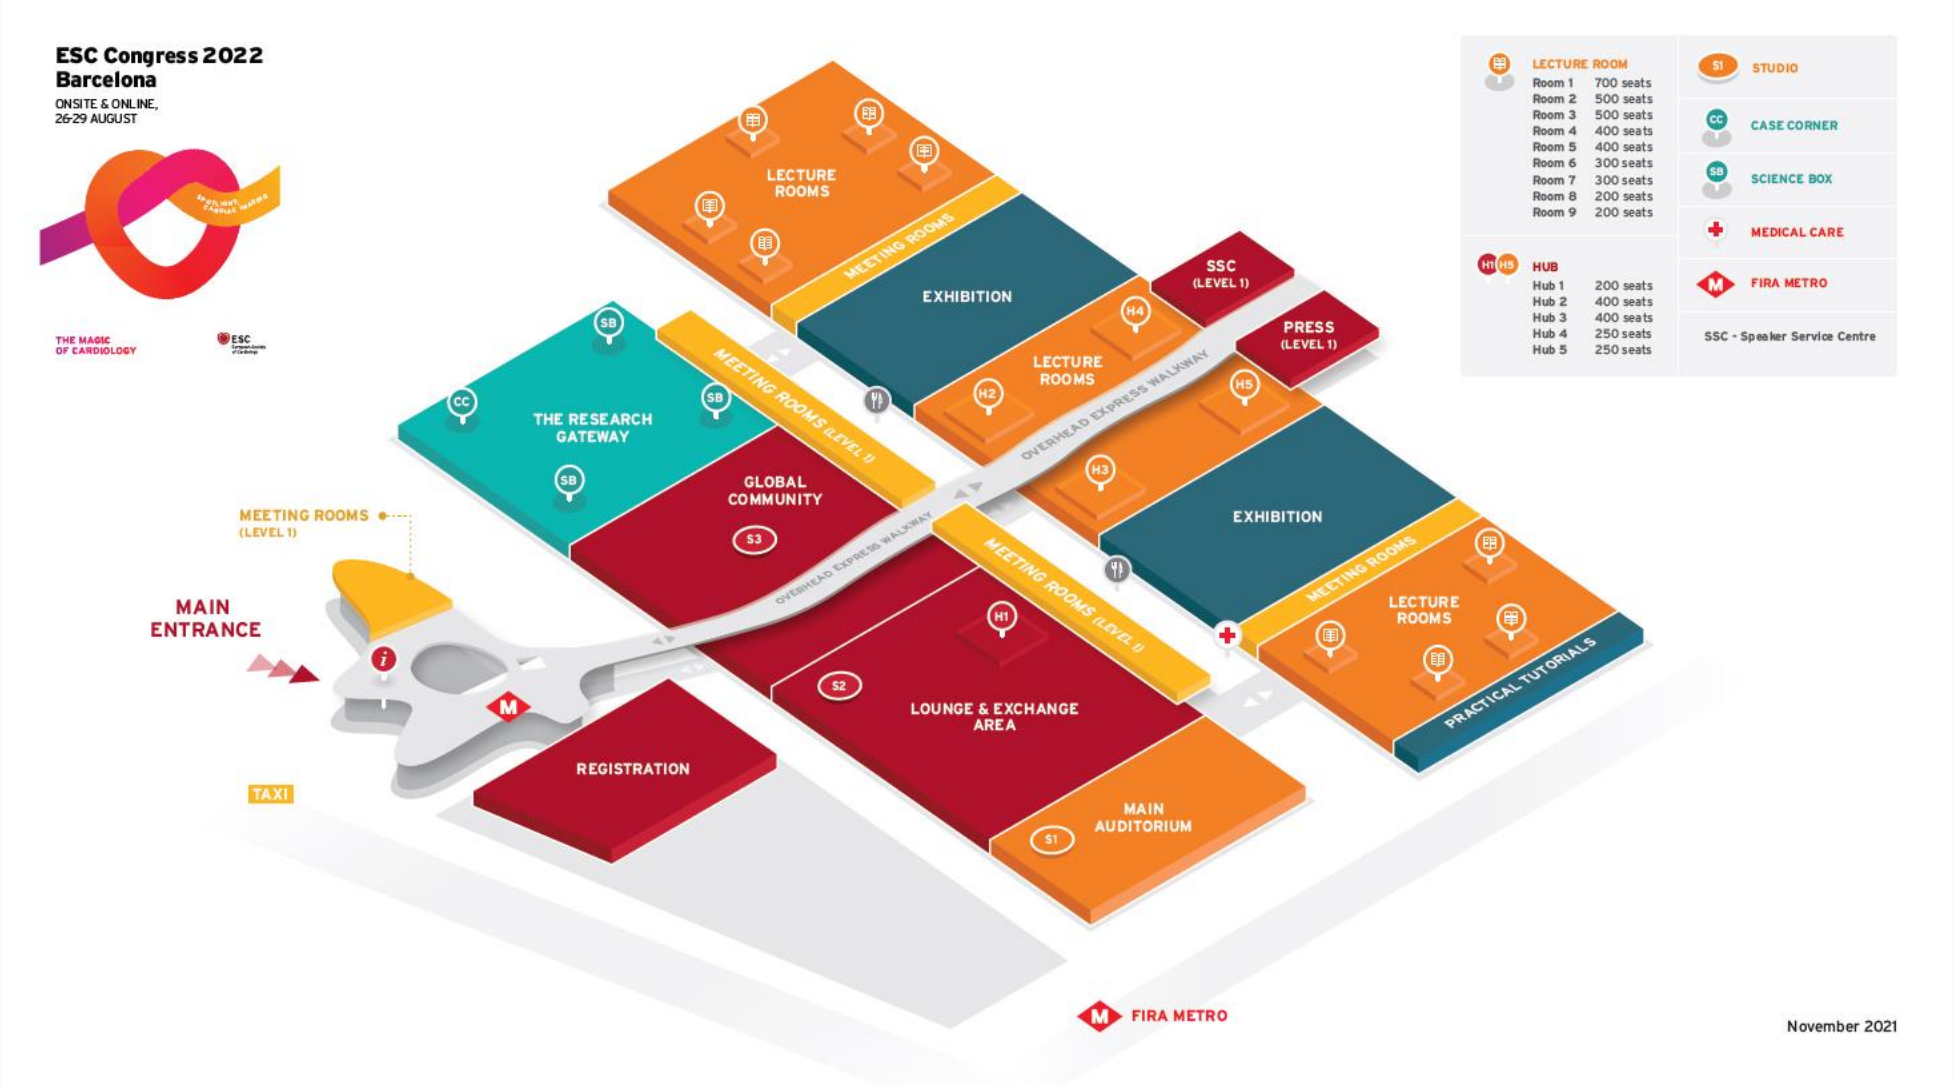 ESC Congress 2022
Barcelona
ONSITE & ONLINE,
26-29 AUGUST
SPOTLIGHT:
CARDIAC IMAGING
THE MAGIC
OF CARDIOLOGY
ESC
European Society
of Cardiology
LECTURE
ROOMS
MEETING ROOMS
EXHIBITION
SSC
(LEVEL 1)
PRESS
(LEVEL 1)
H4
LECTURE
ROOMS
H2
H5
H3
OVERHEAD EXPRESS WALKWAY
SB
CC
SB
THE RESEARCH
GATEWAY
SB
MEETING ROOMS (LEVEL 1)
GLOBAL
COMMUNITY
S3
OVERHEAD EXPRESS WALKWAY
MEETING ROOMS
(LEVEL 1)
MAIN
ENTRANCE
i
M
TAXI
REGISTRATION
MEETING ROOMS (LEVEL 1)
H1
S2
LOUNGE & EXCHANGE
AREA
MAIN
AUDITORIUM
S1
EXHIBITION
MEETING ROOMS
LECTURE
ROOMS
PRACTICAL TUTORIALS
M FIRA METRO
LECTURE ROOM
Room 1 700 seats
Room 2 500 seats
Room 3 500 seats
Room 4 400 seats
Room 5 400 seats
Room 6 300 seats
Room 7 300 seats
Room 8 200 seats
Room 9 200 seats
H1 H5 HUB
Hub 1 200 seats
Hub 2 400 seats
Hub 3 400 seats
Hub 4 250 seats
Hub 5 250 seats
S1 STUDIO
CC CASE CORNER
SB SCIENCE BOX
MEDICAL CARE
M FIRA METRO
SSC - Speaker Service Centre
November 2021